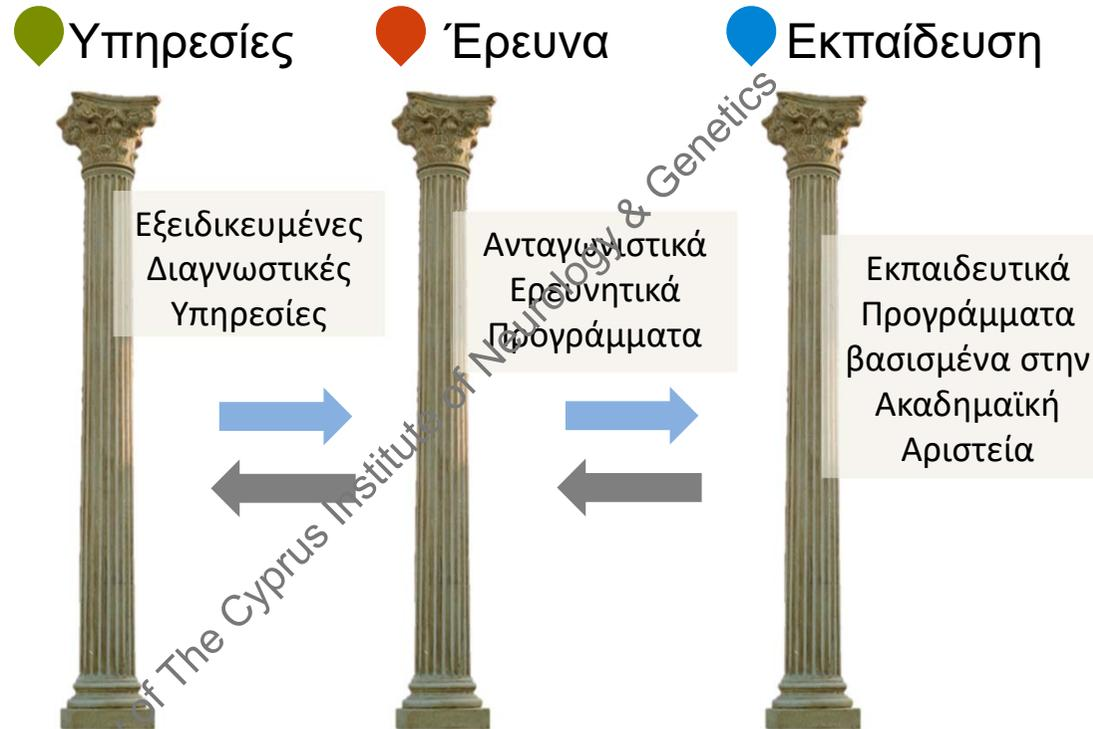 Υπηρεσίες
Έρευνα
Εκπαίδευση
Εξειδικευμένες
Διαγνωστικές
Υπηρεσίες
Ανταγωνιστικά
Ερευνητικά
Προγράμματα
Εκπαιδευτικά
Προγράμματα
βασισμένα στην
Ακαδημαϊκή
Αριστεία
of The Cyprus Institute of Neurology & Genetics